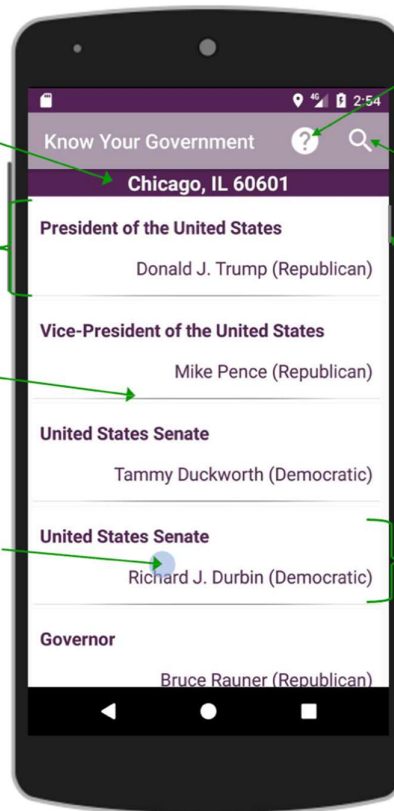 4G 2:54
Know Your Government ?
Chicago, IL 60601
President of the United States
Donald J. Trump (Republican)
Vice-President of the United States
Mike Pence (Republican)
United States Senate
Tammy Duckworth (Democratic)
United States Senate
Richard J. Durbin (Democratic)
Governor
Bruce Rauner (Republican)